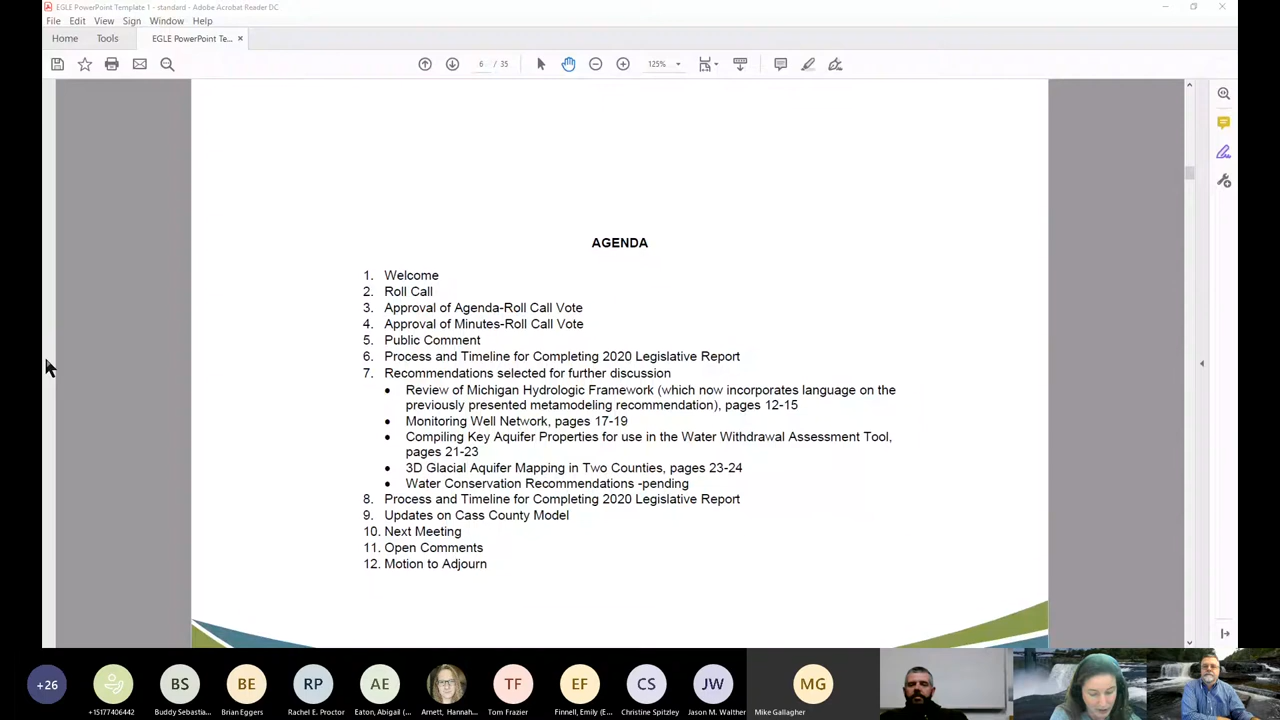 EGLE PowerPoint Template 1 - standard - Adobe Acrobat Reader DC
File Edit View Sign Window Help
Home Tools EGLE PowerPoint Te... ×
6 / 35 125%
AGENDA
1. Welcome
2. Roll Call
3. Approval of Agenda-Roll Call Vote
4. Approval of Minutes-Roll Call Vote
5. Public Comment
6. Process and Timeline for Completing 2020 Legislative Report
7. Recommendations selected for further discussion
• Review of Michigan Hydrologic Framework (which now incorporates language on the
previously presented metamodeling recommendation), pages 12-15
• Monitoring Well Network, pages 17-19
• Compiling Key Aquifer Properties for use in the Water Withdrawal Assessment Tool,
pages 21-23
• 3D Glacial Aquifer Mapping in Two Counties, pages 23-24
• Water Conservation Recommendations -pending
8. Process and Timeline for Completing 2020 Legislative Report
9. Updates on Cass County Model
10. Next Meeting
11. Open Comments
12. Motion to Adjourn
+26 BS BE RP AE TF EF CS JW MG
+15177406442 Buddy Sebastia... Brian Eggers Rachel E. Proctor Eaton, Abigail (... Arnett, Hannah... Tom Frazier Finnell, Emily (E... Christine Spitzley Jason M. Walther Mike Gallagher